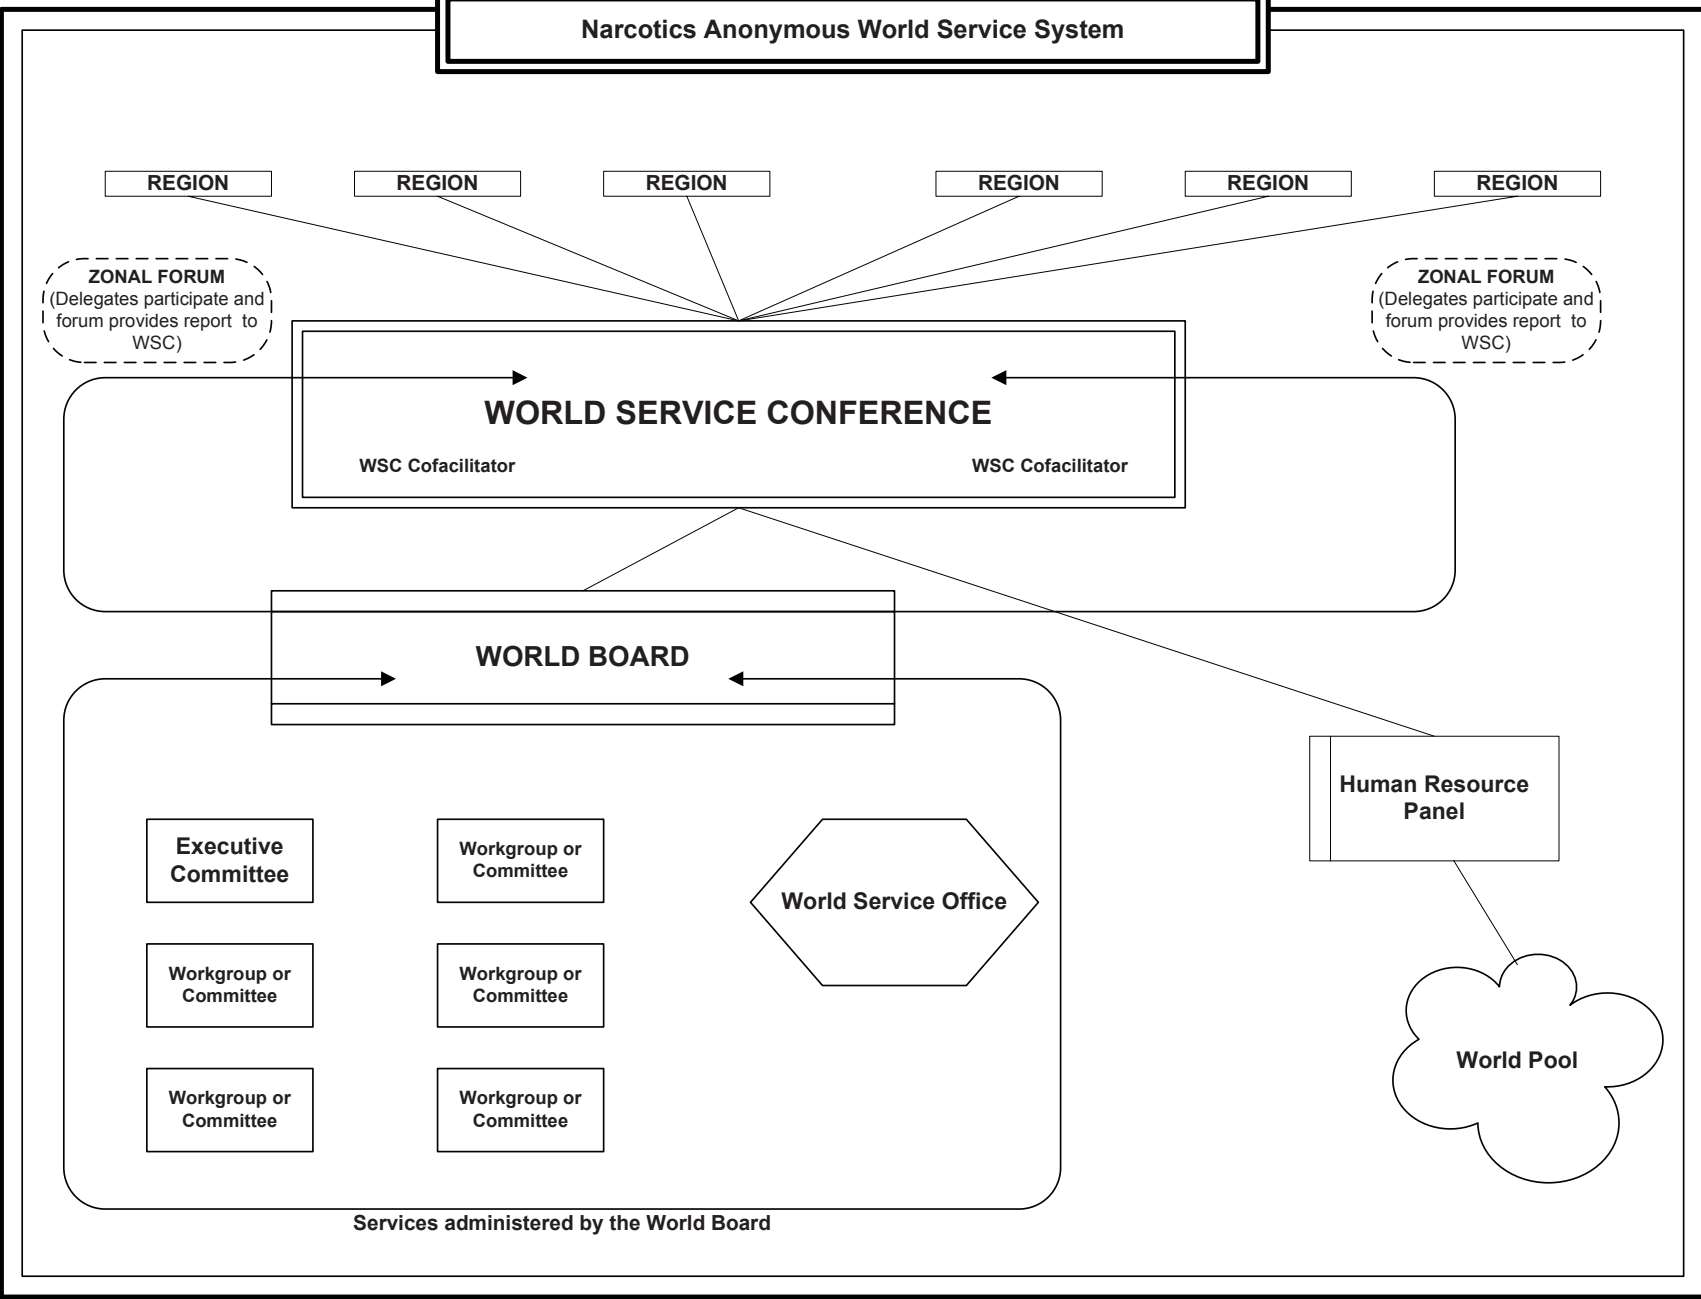 Narcotics Anonymous World Service System
REGION
REGION
REGION
REGION
REGION
REGION
ZONAL FORUM
(Delegates participate and
forum provides report to
WSC)
ZONAL FORUM
(Delegates participate and
forum provides report to
WSC)
WORLD SERVICE CONFERENCE
WSC Cofacilitator
WSC Cofacilitator
WORLD BOARD
Human Resource
Panel
Executive
Committee
Workgroup or
Committee
World Service Office
Workgroup or
Committee
Workgroup or
Committee
World Pool
Workgroup or
Committee
Workgroup or
Committee
Services administered by the World Board